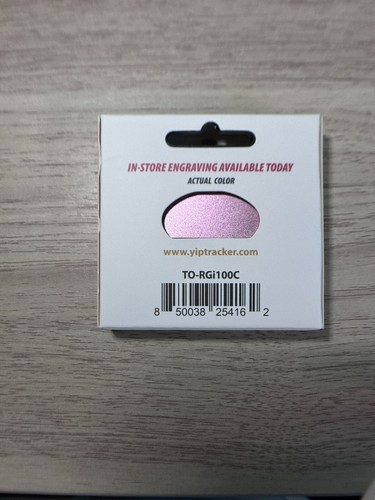 IN-STORE ENGRAVING AVAILABLE TODAY
ACTUAL COLOR
www.yiptracker.com
TO-RGi100C
8 50038 25416 2